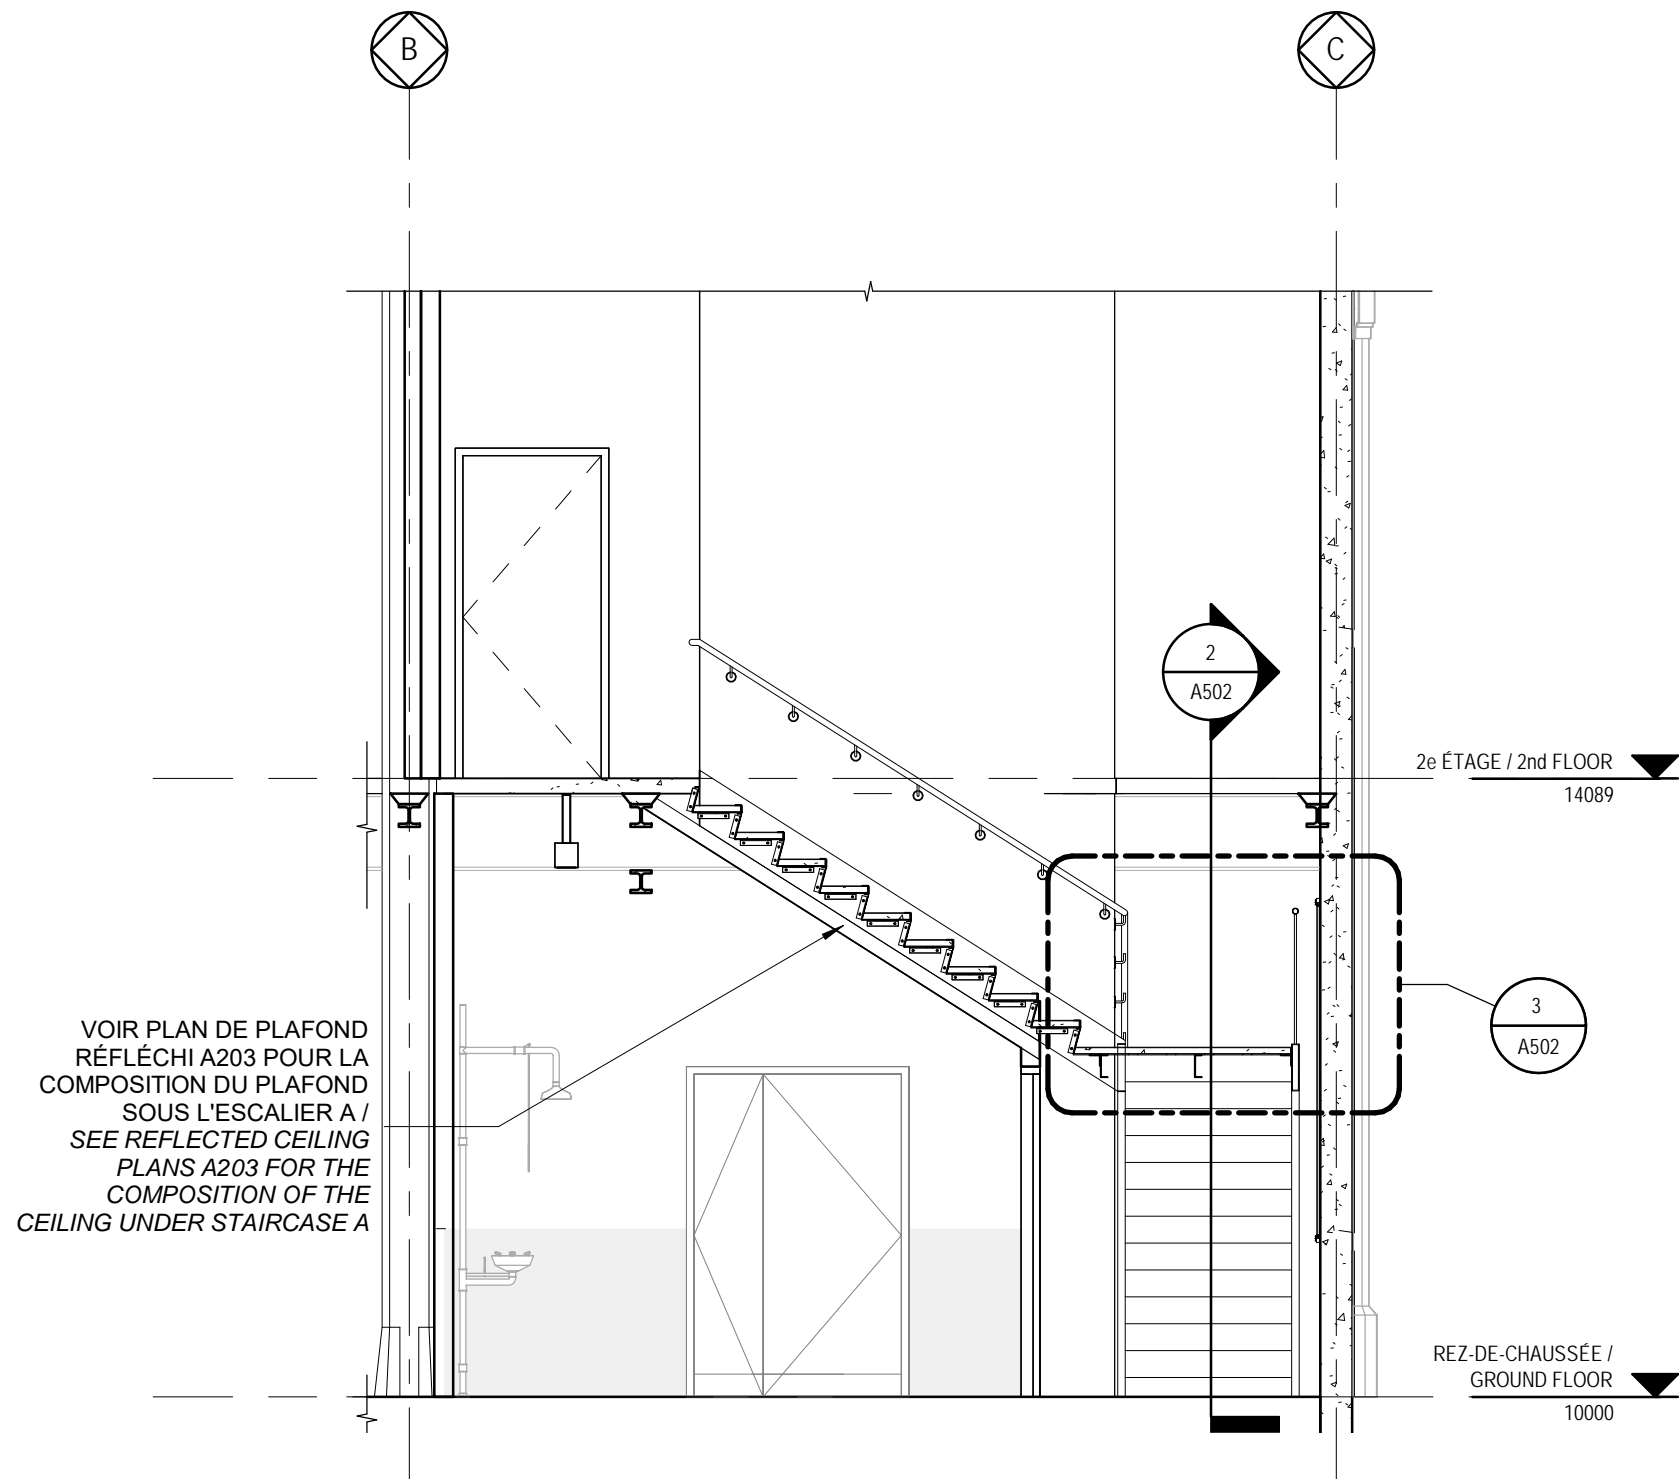 B
C
2
A502
2e ÉTAGE / 2nd FLOOR
14089
3
A502
VOIR PLAN DE PLAFOND
RÉFLÉCHI A203 POUR LA
COMPOSITION DU PLAFOND
SOUS L'ESCALIER A /
SEE REFLECTED CEILING
PLANS A203 FOR THE
COMPOSITION OF THE
CEILING UNDER STAIRCASE A
REZ-DE-CHAUSSÉE /
GROUND FLOOR
10000